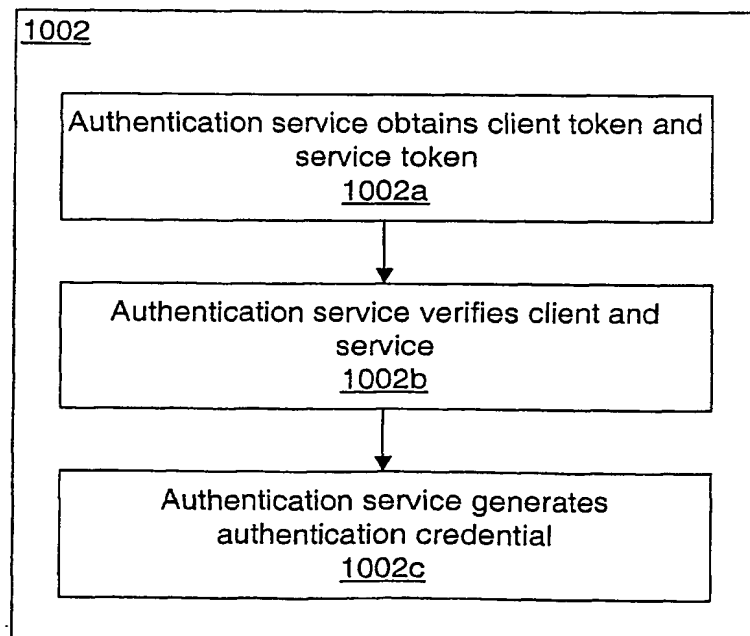 1002
Authentication service obtains client token and
service token
1002a
Authentication service verifies client and
service
1002b
Authentication service generates
authentication credential
1002c